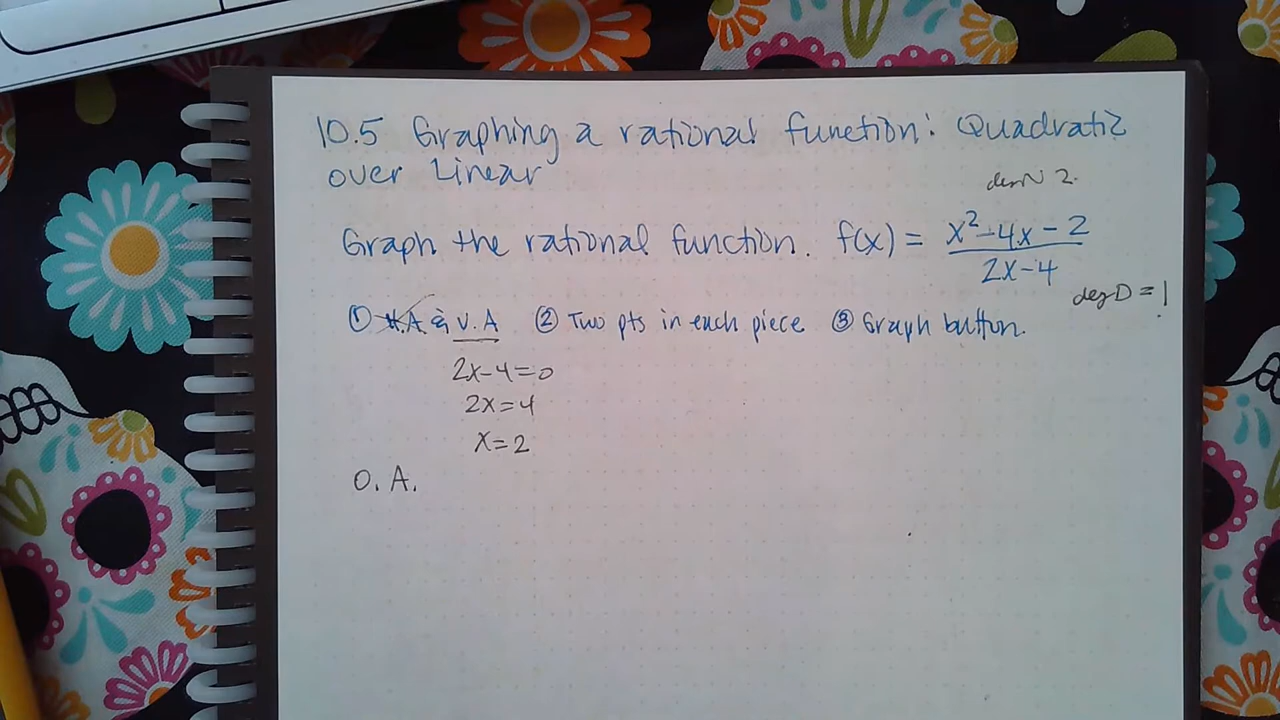 10.5 Graphing a rational function: Quadratic
over Linear
deg N 2
Graph the rational function. f(x) = x²-4x-2 / 2x-4
deg D = 1
① H.A & V.A ② Two pts in each piece ③ Graph button.
2x-4=0
2x=4
x=2
O.A.